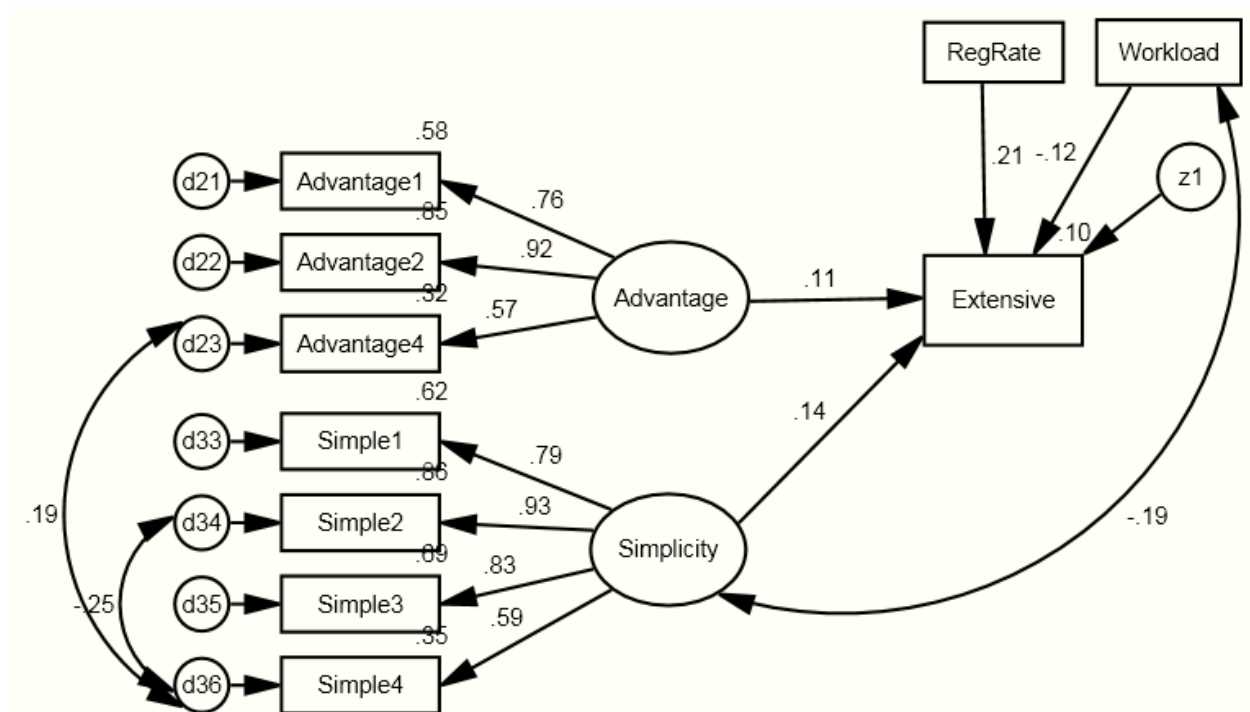 RegRate
Workload
.58
.21
-.12
z1
d21
Advantage1
.76
.85
.10
d22
Advantage2
.92
.32
Advantage
.11
Extensive
.57
d23
Advantage4
.62
.14
d33
Simple1
.79
.86
.19
d34
Simple2
.93
Simplicity
-.19
.69
.83
-.25
d35
Simple3
.59
.35
d36
Simple4